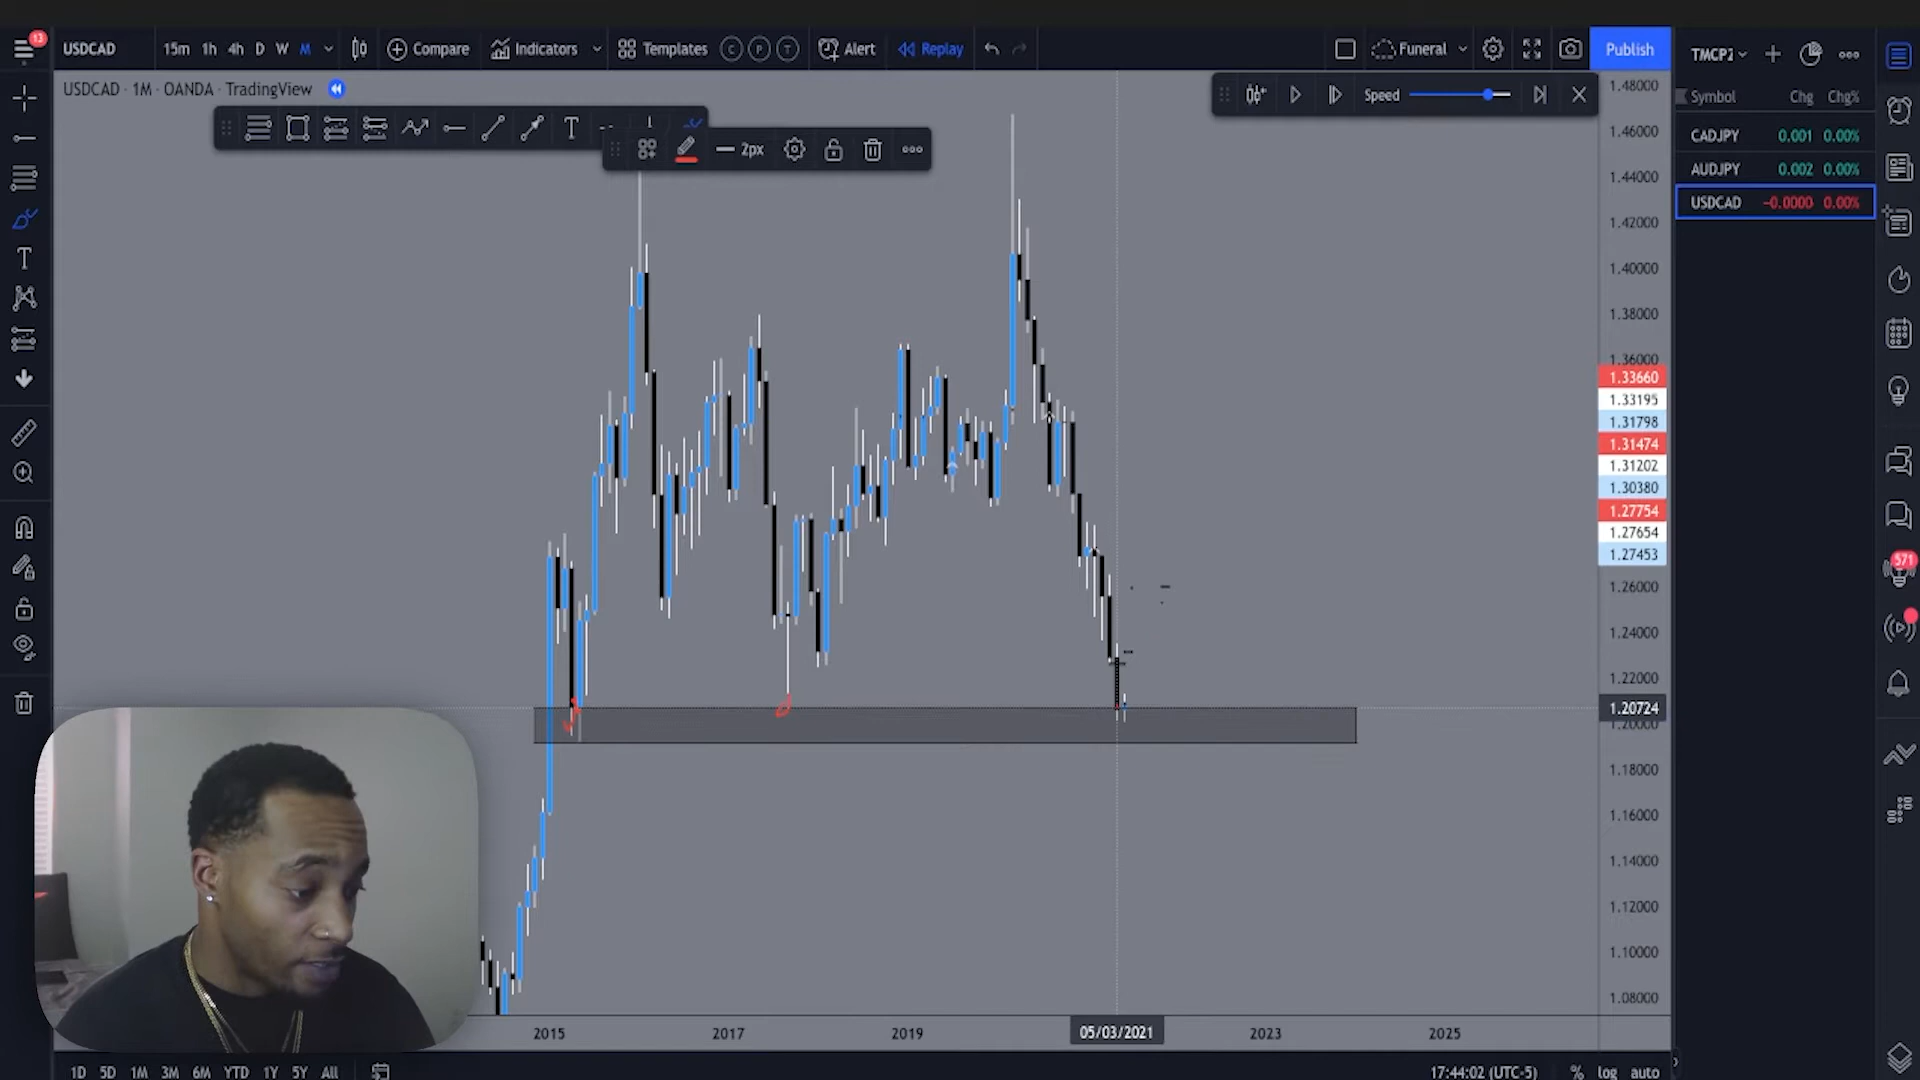 13
USDCAD
15m 1h 4h D W M
Compare
Indicators
Templates
C P T
Alert
Replay
Funeral
Publish
USDCAD · 1M · OANDA · TradingView
T
2px
Speed
TMCP2
Symbol Chg Chg%
CADJPY 0.001 0.00%
AUDJPY 0.002 0.00%
USDCAD −0.0000 0.00%
T
1.48000
1.46000
1.44000
1.42000
1.40000
1.38000
1.36000
1.33660
1.33195
1.31798
1.31474
1.31202
1.30380
1.27754
1.27654
1.27453
1.26000
1.24000
1.22000
1.20724
1.20000
1.18000
1.16000
1.14000
1.12000
1.10000
1.08000
571
2015 2017 2019 05/03/2021 2023 2025
1D 5D 1M 3M 6M YTD 1Y 5Y All
17:44:02 (UTC-5) % log auto